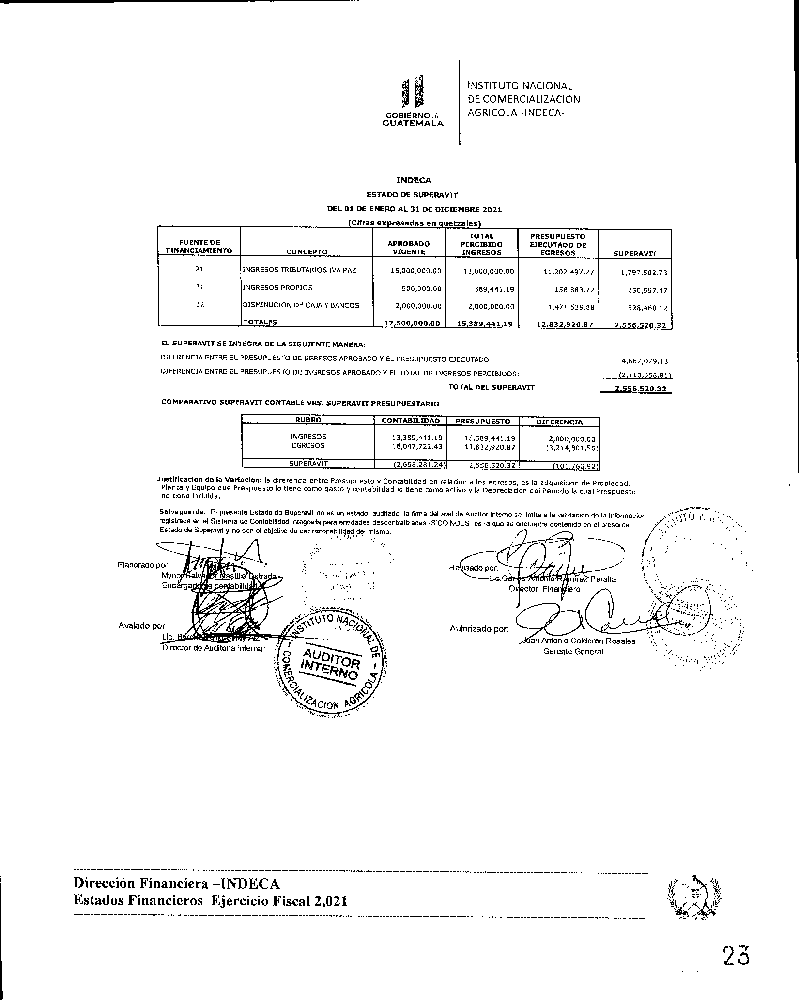 GOBIERNO de
GUATEMALA
INSTITUTO NACIONAL
DE COMERCIALIZACION
AGRICOLA -INDECA-
INDECA
ESTADO DE SUPERAVIT
DEL 01 DE ENERO AL 31 DE DICIEMBRE 2021
(Cifras expresadas en quetzales)
FUENTE DE FINANCIAMIENTO CONCEPTO APROBADO VIGENTE TOTAL PERCIBIDO INGRESOS PRESUPUESTO EJECUTADO DE EGRESOS SUPERAVIT
21 INGRESOS TRIBUTARIOS IVA PAZ 15,000,000.00 13,000,000.00 11,202,497.27 1,797,502.73
31 INGRESOS PROPIOS 500,000.00 389,441.19 158,883.72 230,557.47
32 DISMINUCION DE CAJA Y BANCOS 2,000,000.00 2,000,000.00 1,471,539.88 528,460.12
TOTALES 17,500,000.00 15,389,441.19 12,832,920.87 2,556,520.32
EL SUPERAVIT SE INTEGRA DE LA SIGUIENTE MANERA:
DIFERENCIA ENTRE EL PRESUPUESTO DE EGRESOS APROBADO Y EL PRESUPUESTO EJECUTADO 4,667,079.13
DIFERENCIA ENTRE EL PRESUPUESTO DE INGRESOS APROBADO Y EL TOTAL DE INGRESOS PERCIBIDOS: (2,110,558.81)
TOTAL DEL SUPERAVIT 2,556,520.32
COMPARATIVO SUPERAVIT CONTABLE VRS. SUPERAVIT PRESUPUESTARIO
RUBRO CONTABILIDAD PRESUPUESTO DIFERENCIA
INGRESOS 13,389,441.19 15,389,441.19 2,000,000.00
EGRESOS 16,047,722.43 12,832,920.87 (3,214,801.56)
SUPERAVIT (2,658,281.24) 2,556,520.32 (101,760.92)
Justificacion de la Variacion: la direrencia entre Presupuesto y Contabilidad en relacion a los egresos, es la adquisicion de Propiedad,
Planta y Equipo que Prespuesto lo tiene como gasto y contabilidad lo tiene como activo y la Depreciacion del Periodo la cual Prespuesto
no tiene Incluida.
Salvaguarda. El presente Estado de Superavit no es un estado, auditado, la firma del aval de Auditor Interno se limita a la validacion de la informacion
registrada en el Sistema de Contabilidad integrada para entidades descentralizadas -SICOINDES- es la que se encuentra contenido en el presente
Estado de Superavit y no con el objetivo de dar razonabilidad del mismo.
Elaborado por:
Mynor Salvador Castillo Estrada
Encargado de contabilidad
Revisado por:
Lic. Carlos Antonio Ramirez Peralta
Director Financiero
Avalado por:
Lic.
Director de Auditoria Interna
Autorizado por:
Juan Antonio Calderon Rosales
Gerente General
INSTITUTO NACIONAL DE
COMERCIALIZACION AGRICOLA
AUDITOR
INTERNO
Dirección Financiera –INDECA
Estados Financieros Ejercicio Fiscal 2,021
23